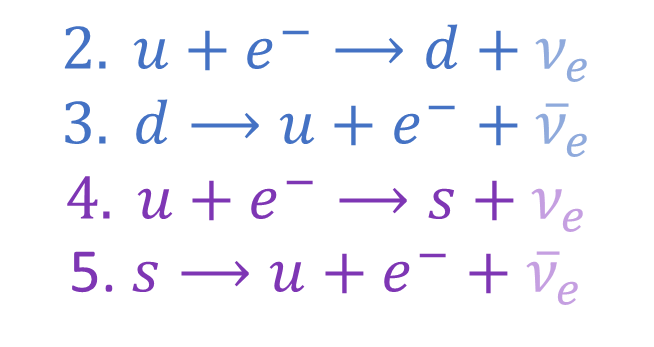 2. u + e⁻ ⟶ d + νₑ
3. d ⟶ u + e⁻ + ν̄ₑ
4. u + e⁻ ⟶ s + νₑ
5. s ⟶ u + e⁻ + ν̄ₑ